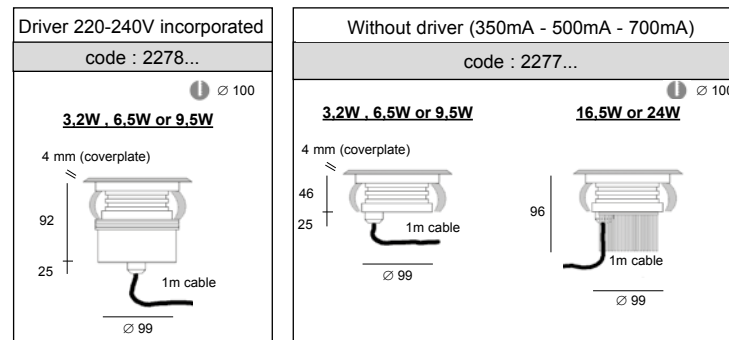 Driver 220-240V incorporated
code : 2278...
∅ 100
3,2W , 6,5W or 9,5W
4 mm (coverplate)
92
25
1m cable
∅ 99
Without driver (350mA - 500mA - 700mA)
code : 2277...
∅ 100
3,2W , 6,5W or 9,5W
16,5W or 24W
4 mm (coverplate)
46
25
1m cable
∅ 99
96
1m cable
∅ 99